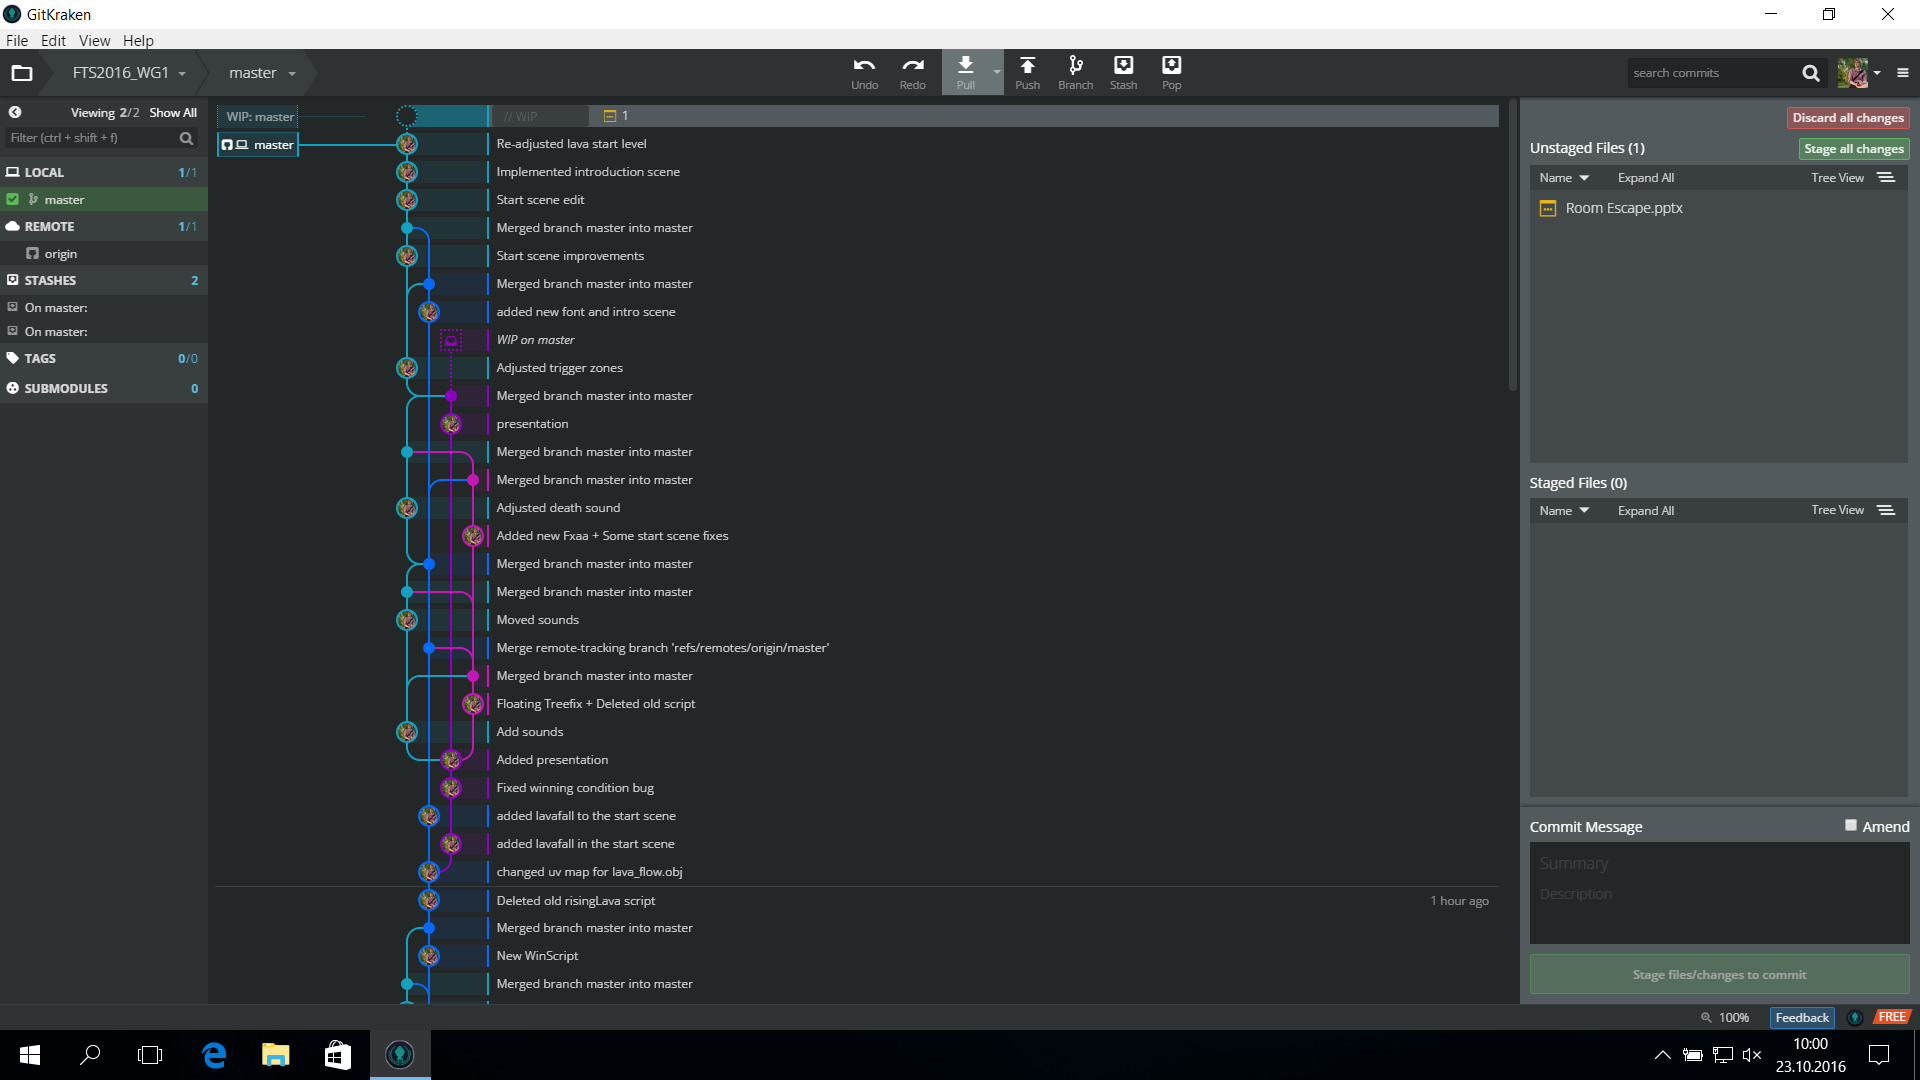 GitKraken
File Edit View Help
FTS2016_WG1 master
Undo Redo Pull Push Branch Stash Pop
search commits
Viewing 2/2 Show All
Filter (ctrl + shift + f)
LOCAL 1/1
master
REMOTE 1/1
origin
STASHES 2
On master:
On master:
TAGS 0/0
SUBMODULES 0
WIP: master // WIP 1
master Re-adjusted lava start level
Implemented introduction scene
Start scene edit
Merged branch master into master
Start scene improvements
Merged branch master into master
added new font and intro scene
WIP on master
Adjusted trigger zones
Merged branch master into master
presentation
Merged branch master into master
Merged branch master into master
Adjusted death sound
Added new Fxaa + Some start scene fixes
Merged branch master into master
Merged branch master into master
Moved sounds
Merge remote-tracking branch 'refs/remotes/origin/master'
Merged branch master into master
Floating Treefix + Deleted old script
Add sounds
Added presentation
Fixed winning condition bug
added lavafall to the start scene
added lavafall in the start scene
changed uv map for lava_flow.obj
Deleted old risingLava script 1 hour ago
Merged branch master into master
New WinScript
Merged branch master into master
Discard all changes
Unstaged Files (1) Stage all changes
Name Expand All Tree View
Room Escape.pptx
Staged Files (0)
Name Expand All Tree View
Commit Message Amend
Summary
Description
Stage files/changes to commit
100% Feedback FREE
10:00
23.10.2016